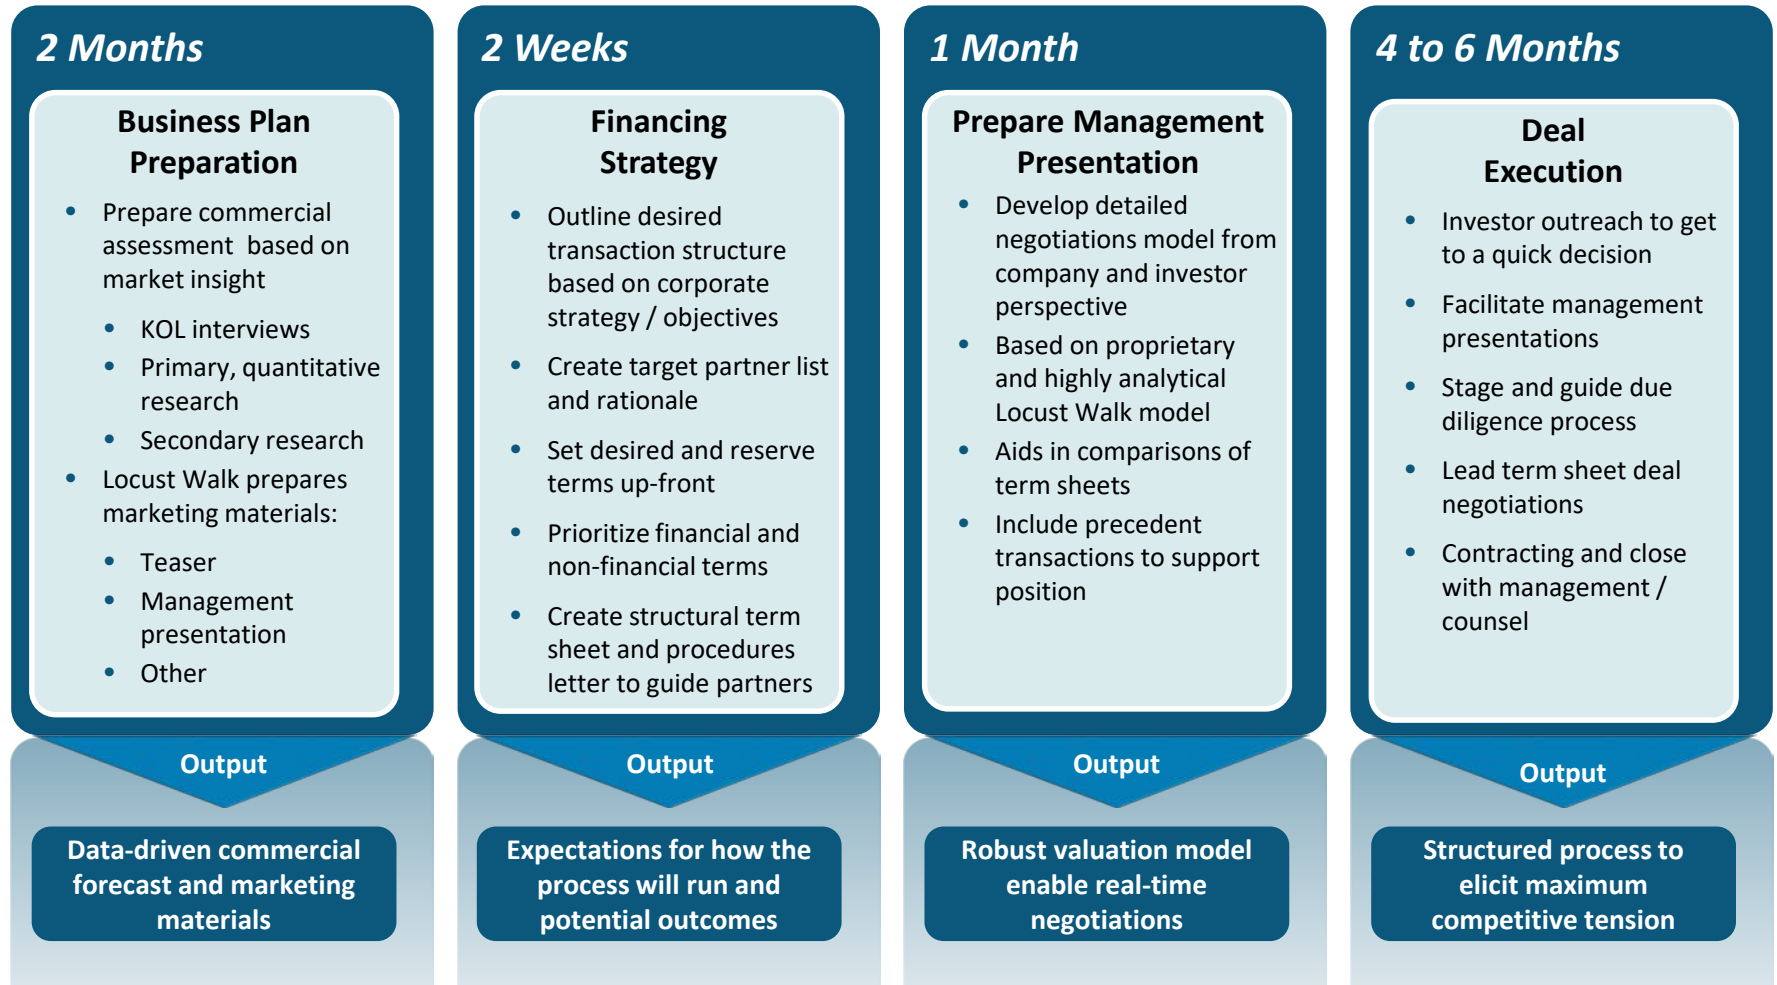 2 Months
Business Plan
Preparation
• Prepare commercial
assessment  based on
market insight
• KOL interviews
• Primary, quantitative
research
• Secondary research
• Locust Walk prepares
marketing materials:
• Teaser
• Management
presentation
• Other
Output
Data-driven commercial
forecast and marketing
materials
2 Weeks
Financing
Strategy
• Outline desired
transaction structure
based on corporate
strategy / objectives
• Create target partner list
and rationale
• Set desired and reserve
terms up-front
• Prioritize financial and
non-financial terms
• Create structural term
sheet and procedures
letter to guide partners
Output
Expectations for how the
process will run and
potential outcomes
1 Month
Prepare Management
Presentation
• Develop detailed
negotiations model from
company and investor
perspective
• Based on proprietary
and highly analytical
Locust Walk model
• Aids in comparisons of
term sheets
• Include precedent
transactions to support
position
Output
Robust valuation model
enable real-time
negotiations
4 to 6 Months
Deal
Execution
• Investor outreach to get
to a quick decision
• Facilitate management
presentations
• Stage and guide due
diligence process
• Lead term sheet deal
negotiations
• Contracting and close
with management /
counsel
Output
Structured process to
elicit maximum
competitive tension